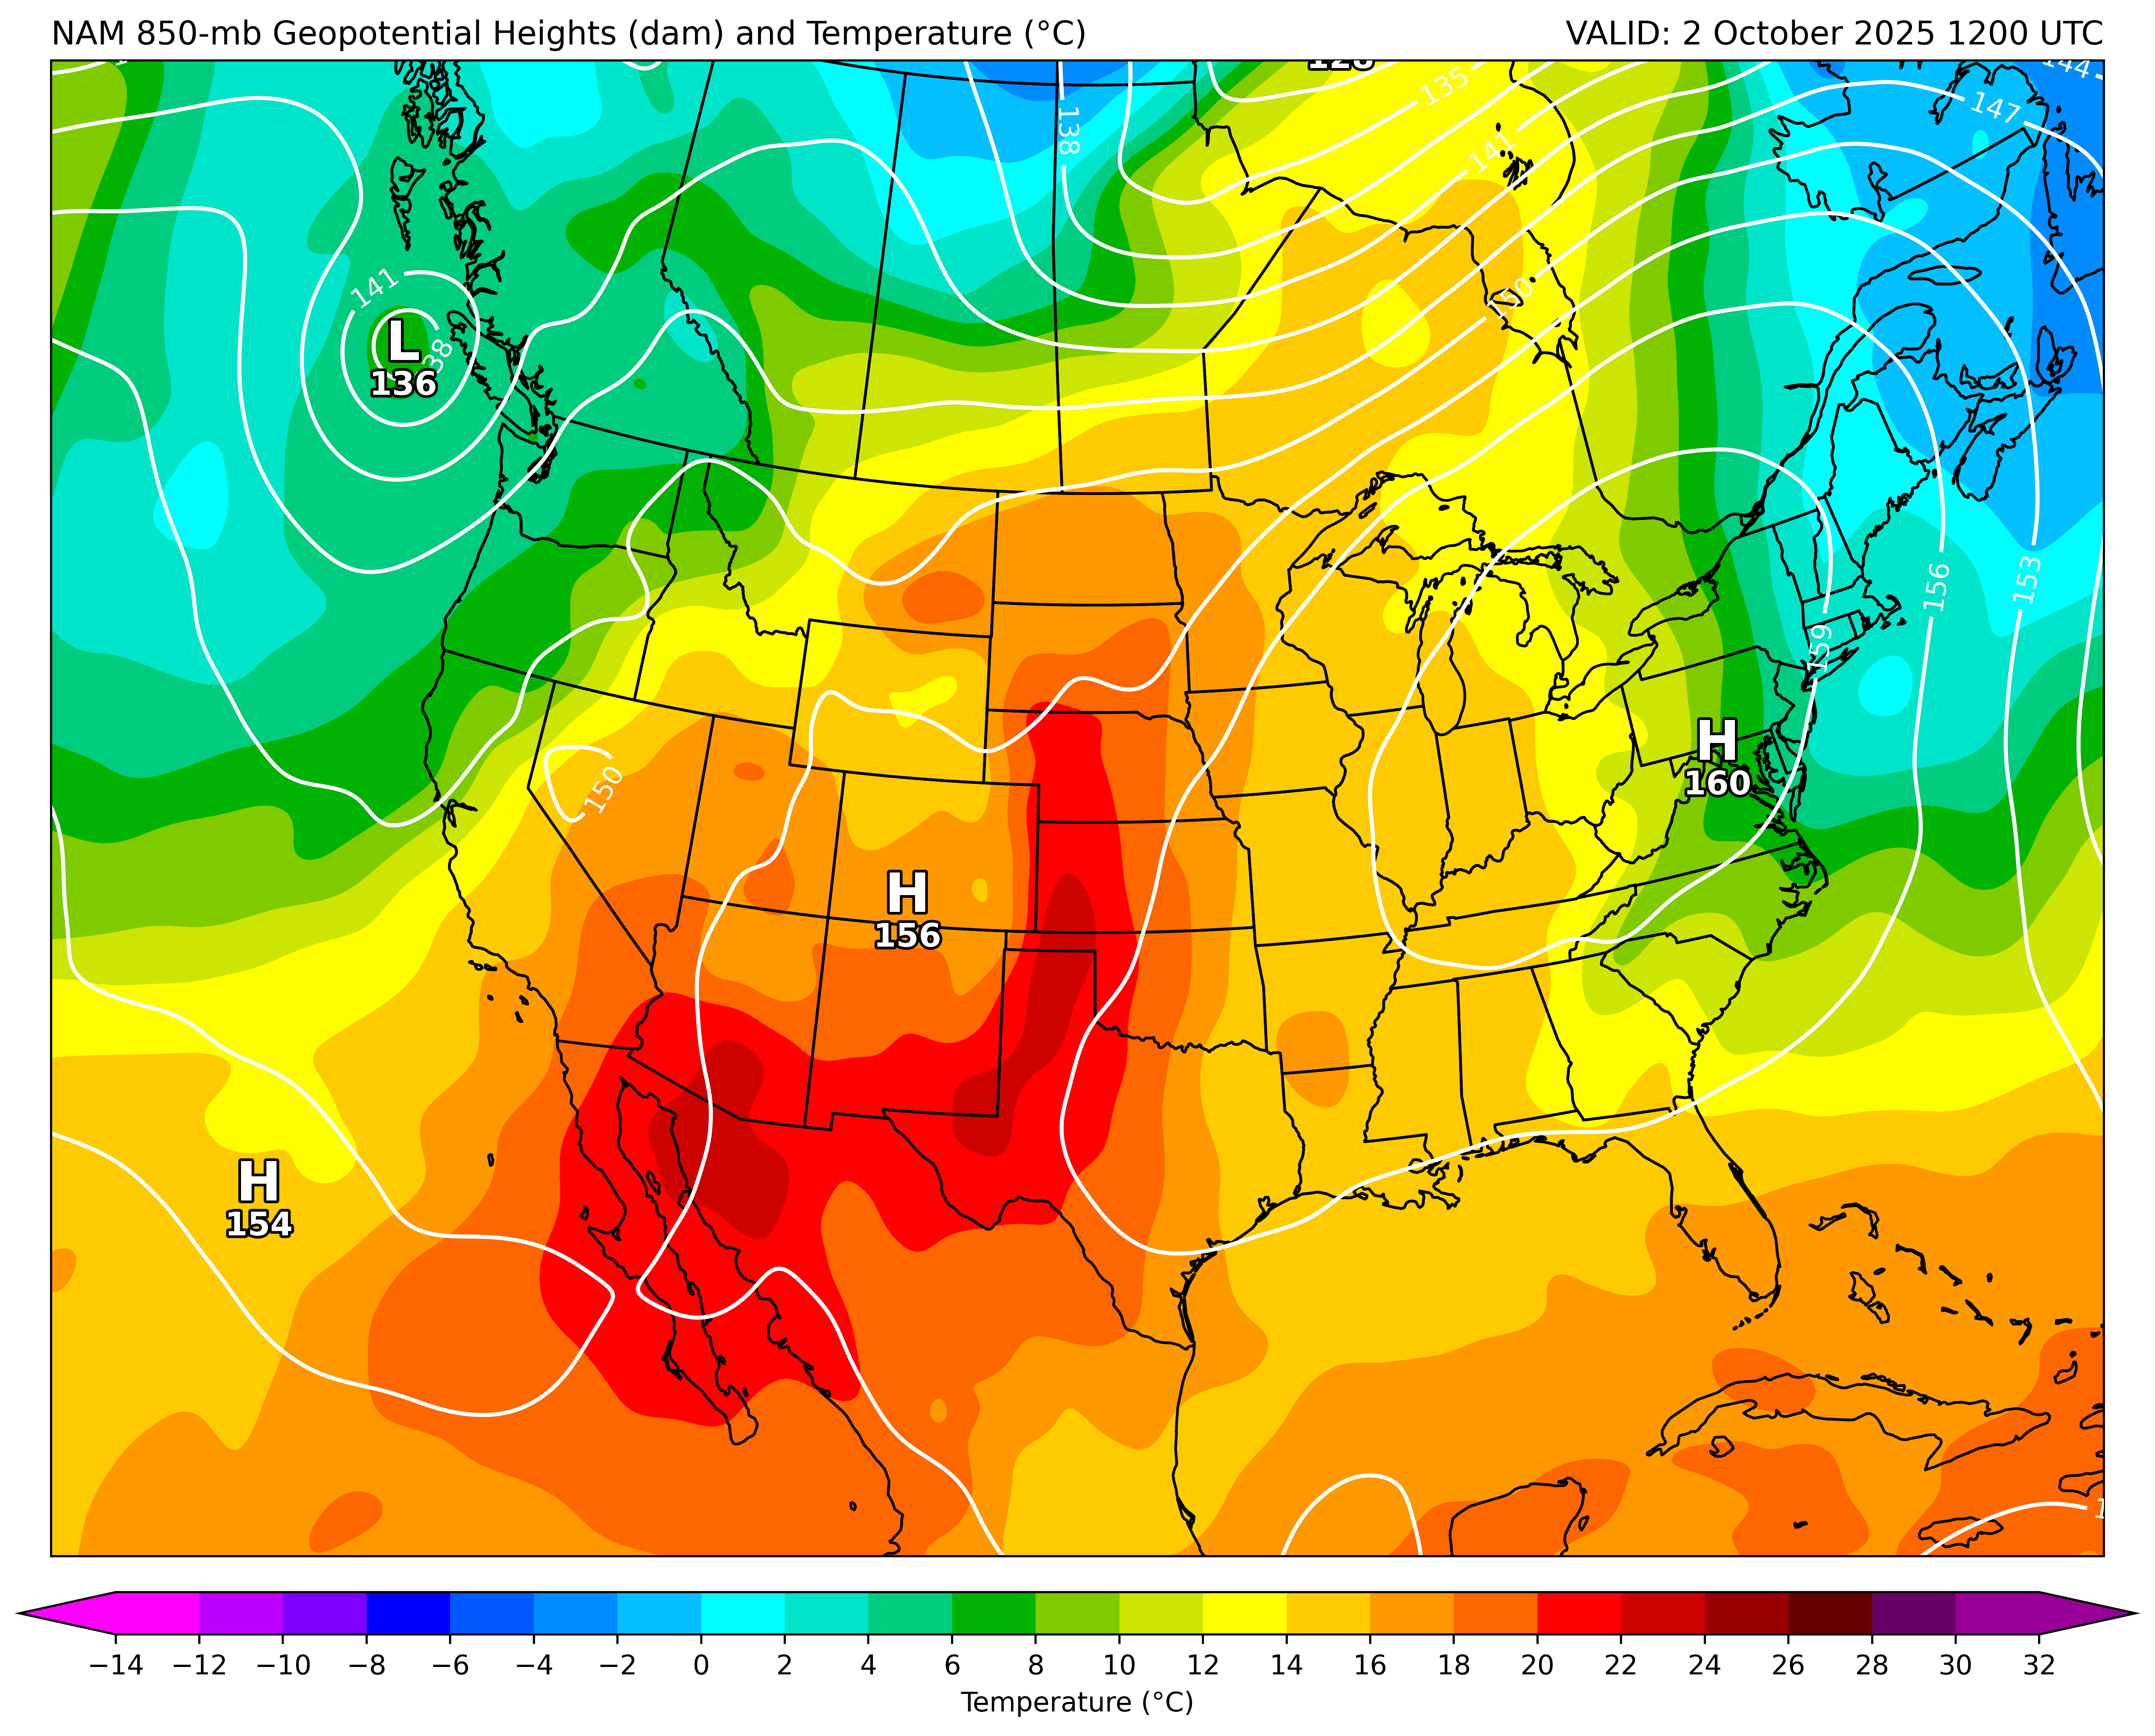 NAM 850-mb Geopotential Heights (dam) and Temperature (°C)
VALID: 2 October 2025 1200 UTC
144
135
147
138
141
141
150
L
136
38
156
153
159
H
160
150
H
156
H
154
−14 −12 −10 −8 −6 −4 −2 0 2 4 6 8 10 12 14 16 18 20 22 24 26 28 30 32
Temperature (°C)